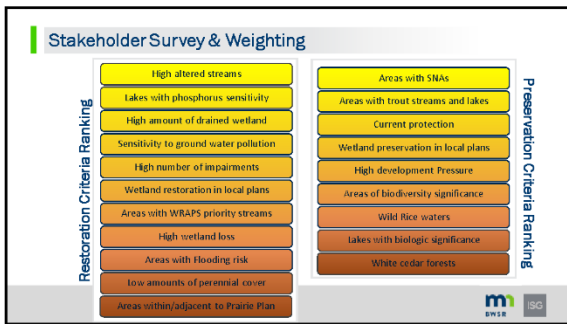 Stakeholder Survey & Weighting
Restoration Criteria Ranking
High altered streams
Lakes with phosphorus sensitivity
High amount of drained wetland
Sensitivity to ground water pollution
High number of impairments
Wetland restoration in local plans
Areas with WRAPS priority streams
High wetland loss
Areas with Flooding risk
Low amounts of perennial cover
Areas within/adjacent to Prairie Plan
Preservation Criteria Ranking
Areas with SNAs
Areas with trout streams and lakes
Current protection
Wetland preservation in local plans
High development Pressure
Areas of biodiversity significance
Wild Rice waters
Lakes with biologic significance
White cedar forests
mn
BWSR
ISG